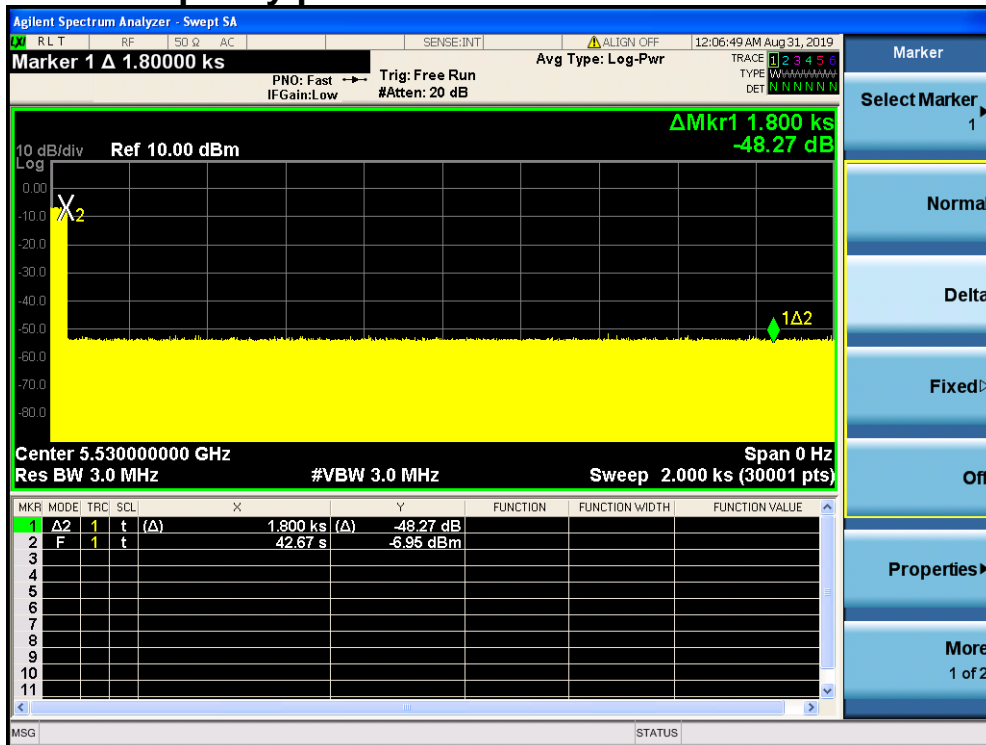 Agilent Spectrum Analyzer - Swept SA
LXI RLT RF 50 Ω AC SENSE:INT ALIGN OFF 12:06:49 AM Aug 31, 2019
Marker 1 Δ 1.80000 ks
PNO: Fast Trig: Free Run
IFGain:Low #Atten: 20 dB
Avg Type: Log-Pwr
TRACE 1 2 3 4 5 6
TYPE WWWWWW
DET N N N N N N
ΔMkr1 1.800 ks
-48.27 dB
10 dB/div Ref 10.00 dBm
Log
0.00
-10.0
-20.0
-30.0
-40.0
-50.0
-60.0
-70.0
-80.0
2
1Δ2
Center 5.530000000 GHz Span 0 Hz
Res BW 3.0 MHz #VBW 3.0 MHz Sweep 2.000 ks (30001 pts)
MKR MODE TRC SCL X Y FUNCTION FUNCTION WIDTH FUNCTION VALUE
1 Δ2 1 t (Δ) 1.800 ks (Δ) -48.27 dB
2 F 1 t 42.67 s -6.95 dBm
3
4
5
6
7
8
9
10
11
MSG STATUS
Marker
Select Marker
1
Norma
Delta
Fixed
Off
Properties
More
1 of 2